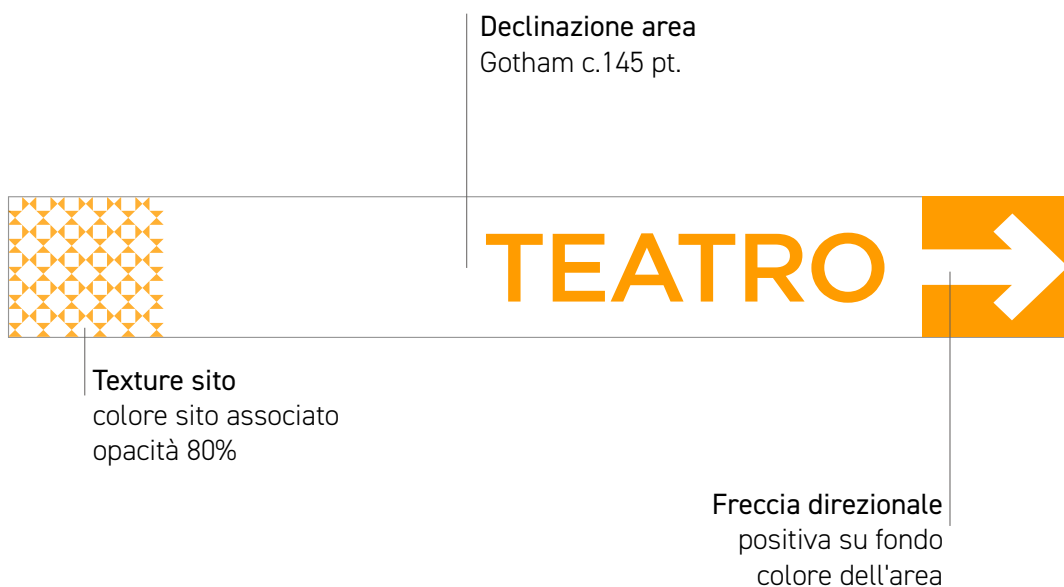 Declinazione area
Gotham c.145 pt.
TEATRO
Texture sito
colore sito associato
opacità 80%
Freccia direzionale
positiva su fondo
colore dell'area